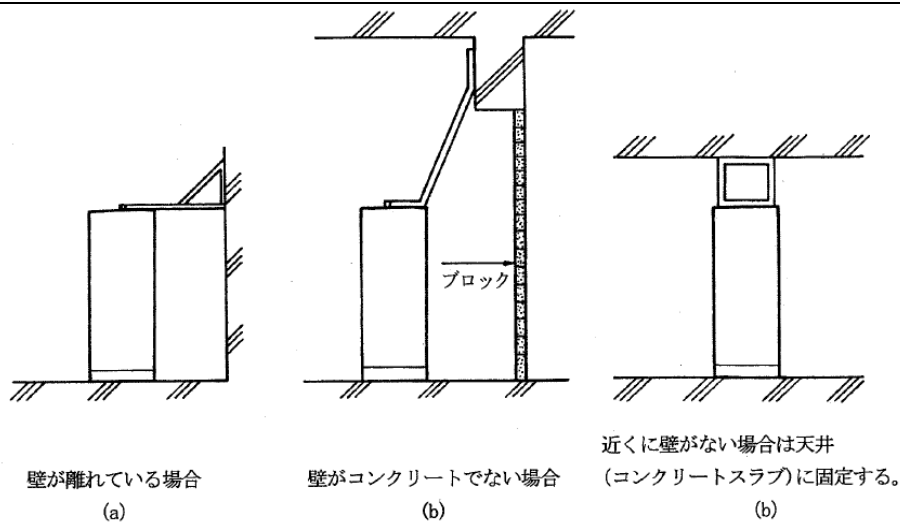 ブロック
壁が離れている場合
(a)
壁がコンクリートでない場合
(b)
近くに壁がない場合は天井
(コンクリートスラブ)に固定する。
(b)